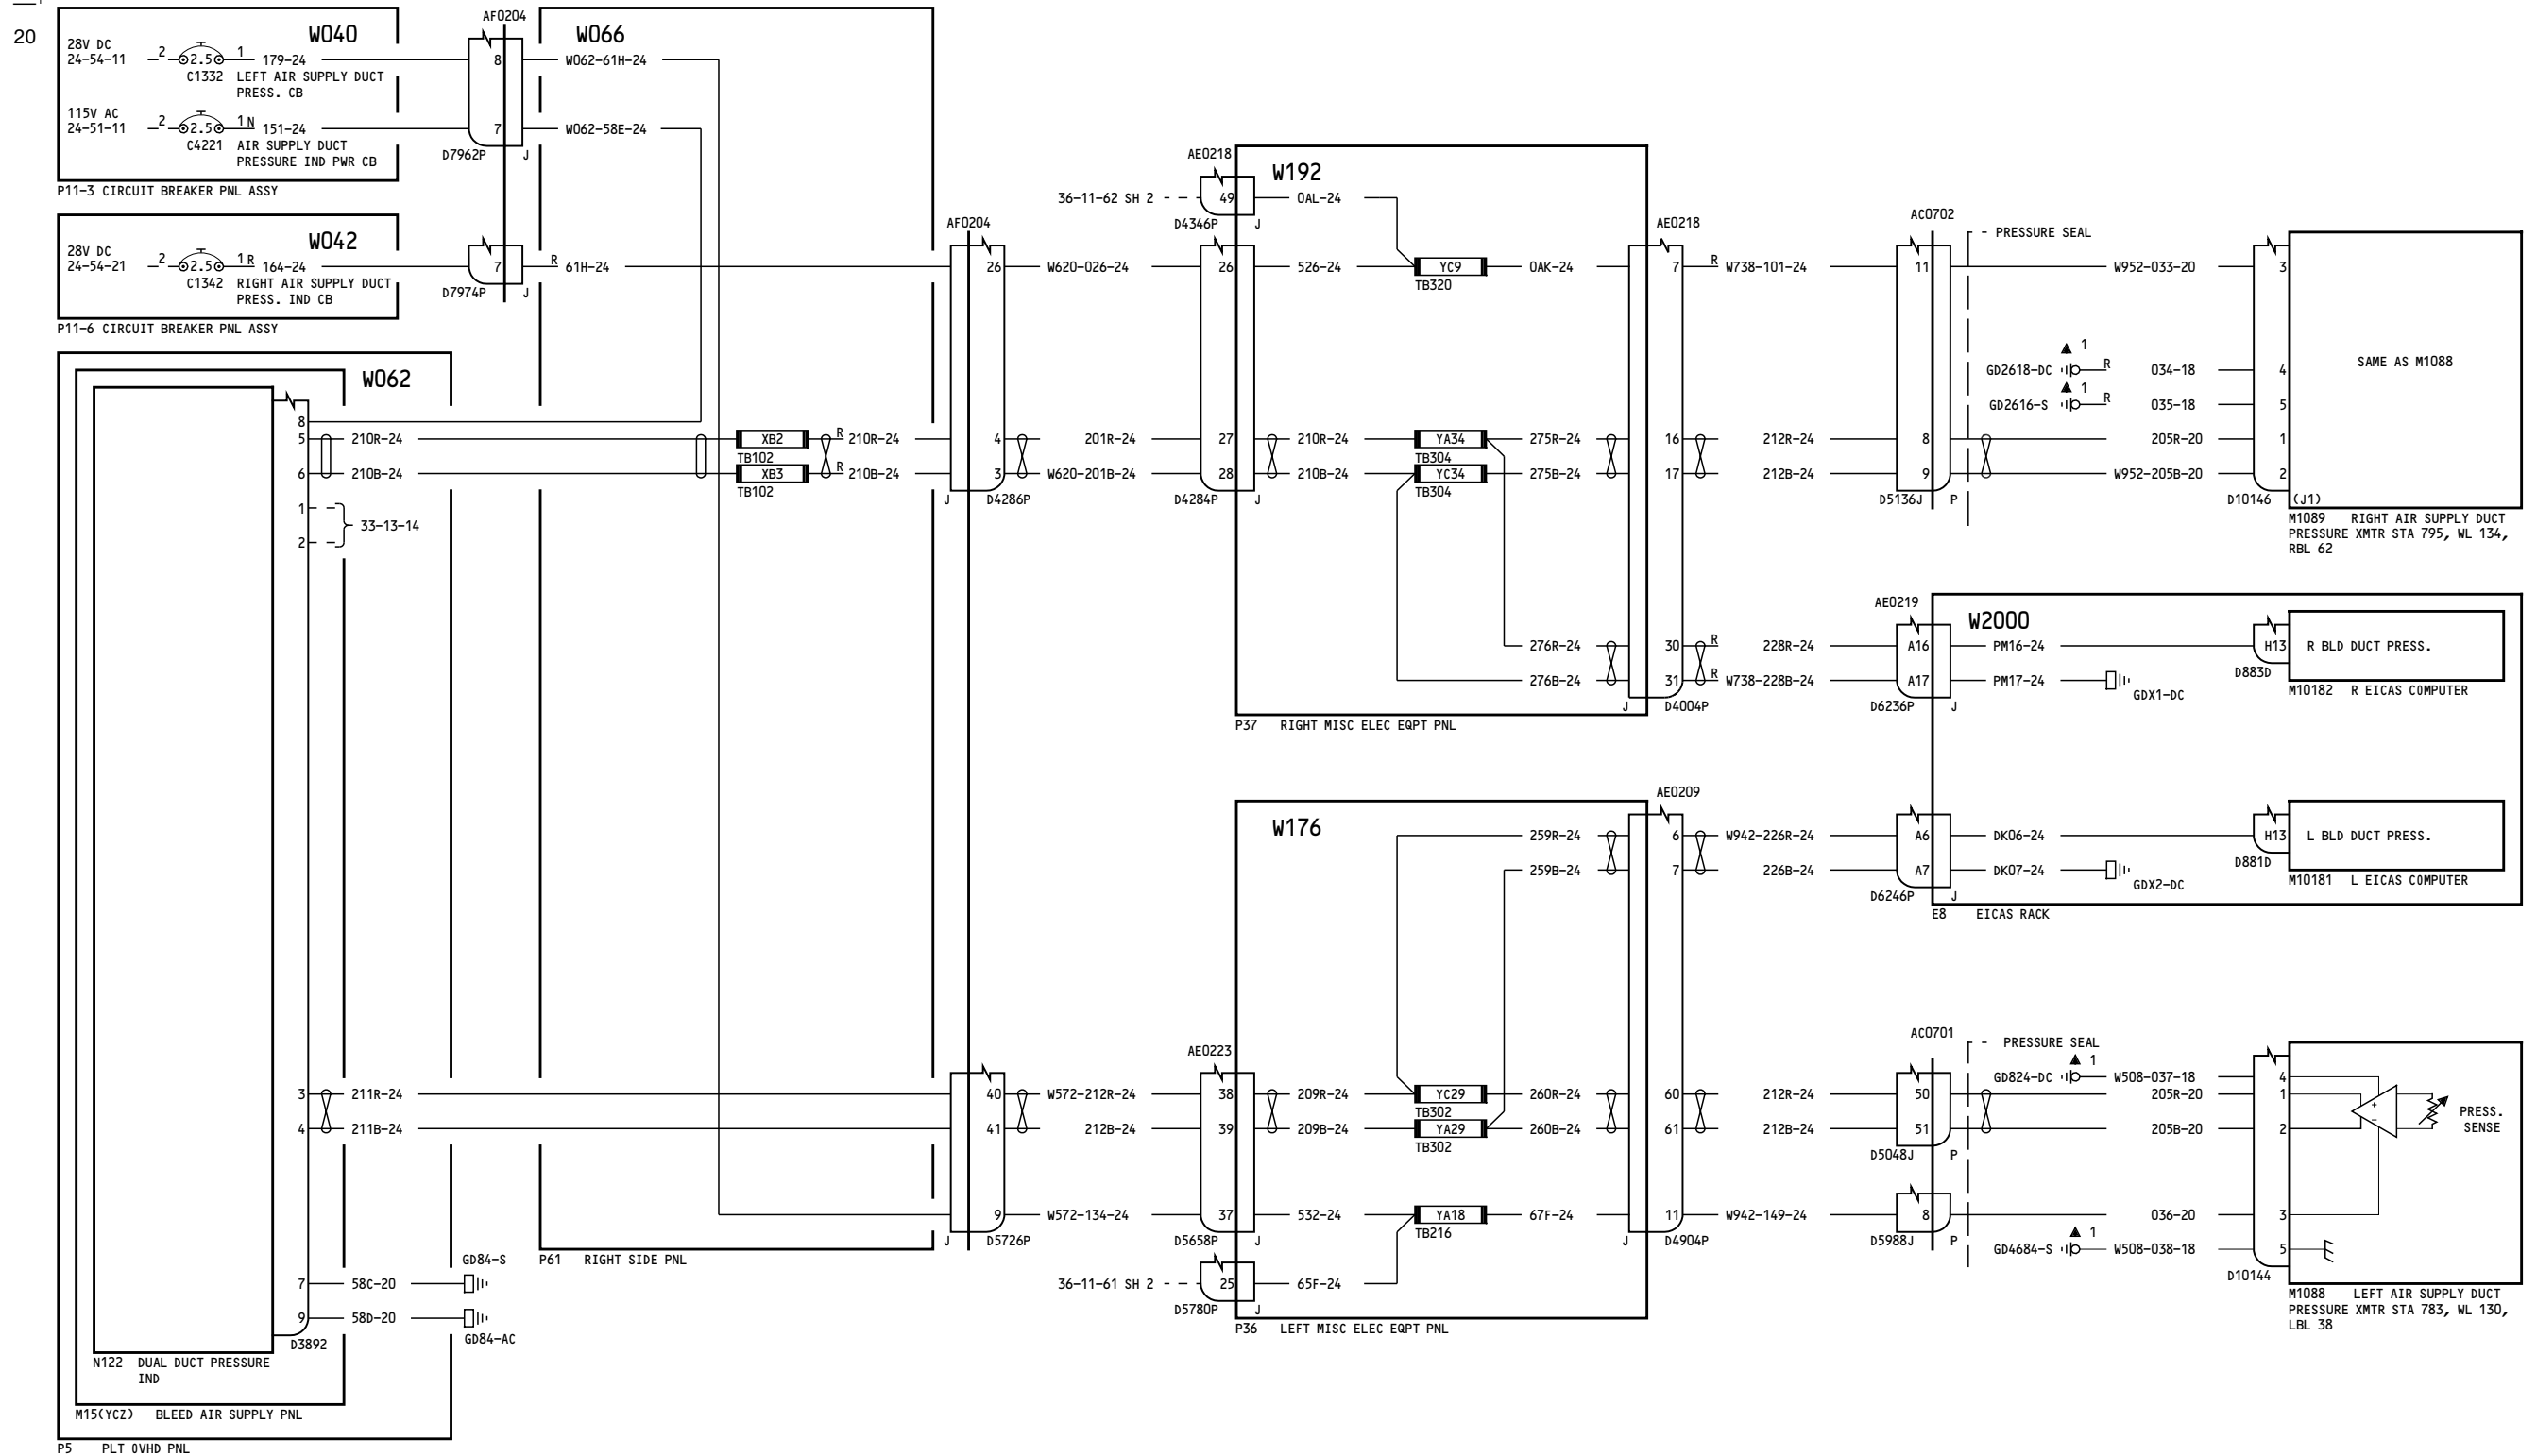 20
W040
28V DC
24-54-11
2
2.5
1
179-24
C1332
LEFT AIR SUPPLY DUCT
PRESS. CB
115V AC
24-51-11
2
2.5
1 N
151-24
C4221
AIR SUPPLY DUCT
PRESSURE IND PWR CB
P11-3 CIRCUIT BREAKER PNL ASSY
W042
28V DC
24-54-21
2
2.5
1 R
164-24
C1342
RIGHT AIR SUPPLY DUCT
PRESS. IND CB
P11-6 CIRCUIT BREAKER PNL ASSY
AF0204
8
7
D7962P
J
7
D7974P
J
W066
W062-61H-24
W062-58E-24
R
61H-24
W062
8
5
210R-24
6
210B-24
1
2
33-13-14
3
211R-24
4
211B-24
7
58C-20
GD84-S
9
58D-20
GD84-AC
D3892
N122 DUAL DUCT PRESSURE
IND
M15(YCZ) BLEED AIR SUPPLY PNL
P5 PLT OVHD PNL
XB2
TB102
R
210R-24
XB3
TB102
R
210B-24
P61 RIGHT SIDE PNL
AF0204
26
4
3
J
D4286P
40
41
9
J
D5726P
W620-026-24
201R-24
W620-201B-24
W572-212R-24
212B-24
W572-134-24
AE0218
36-11-62 SH 2
49
D4346P
J
26
27
28
D4284P
J
W192
0AL-24
526-24
YC9
TB320
0AK-24
210R-24
YA34
TB304
275R-24
210B-24
YC34
TB304
275B-24
276R-24
276B-24
P37 RIGHT MISC ELEC EQPT PNL
AE0218
7
16
17
30
31
J
D4004P
R
W738-101-24
212R-24
212B-24
R
228R-24
R
W738-228B-24
AC0702
11
8
9
D5136J
P
PRESSURE SEAL
W952-033-20
1
GD2618-DC
R
034-18
1
GD2616-S
R
035-18
205R-20
W952-205B-20
3
4
5
1
2
D10146
(J1)
SAME AS M1088
M1089 RIGHT AIR SUPPLY DUCT
PRESSURE XMTR STA 795, WL 134,
RBL 62
AE0219
A16
A17
D6236P
J
W2000
PM16-24
PM17-24
GDX1-DC
H13
D883D
R BLD DUCT PRESS.
M10182 R EICAS COMPUTER
A6
A7
D6246P
J
DK06-24
DK07-24
GDX2-DC
H13
D881D
L BLD DUCT PRESS.
M10181 L EICAS COMPUTER
E8 EICAS RACK
AE0223
38
39
37
D5658P
J
36-11-61 SH 2
25
D5780P
J
W176
259R-24
259B-24
209R-24
YC29
TB302
260R-24
209B-24
YA29
TB302
260B-24
532-24
YA18
TB216
67F-24
65F-24
P36 LEFT MISC ELEC EQPT PNL
AE0209
6
7
60
61
11
J
D4904P
W942-226R-24
226B-24
212R-24
212B-24
W942-149-24
AC0701
50
51
D5048J
P
8
D5988J
P
PRESSURE SEAL
1
GD824-DC
W508-037-18
205R-20
205B-20
036-20
1
GD4684-S
W508-038-18
4
1
2
3
5
D10144
+
−
PRESS.
SENSE
M1088 LEFT AIR SUPPLY DUCT
PRESSURE XMTR STA 783, WL 130,
LBL 38